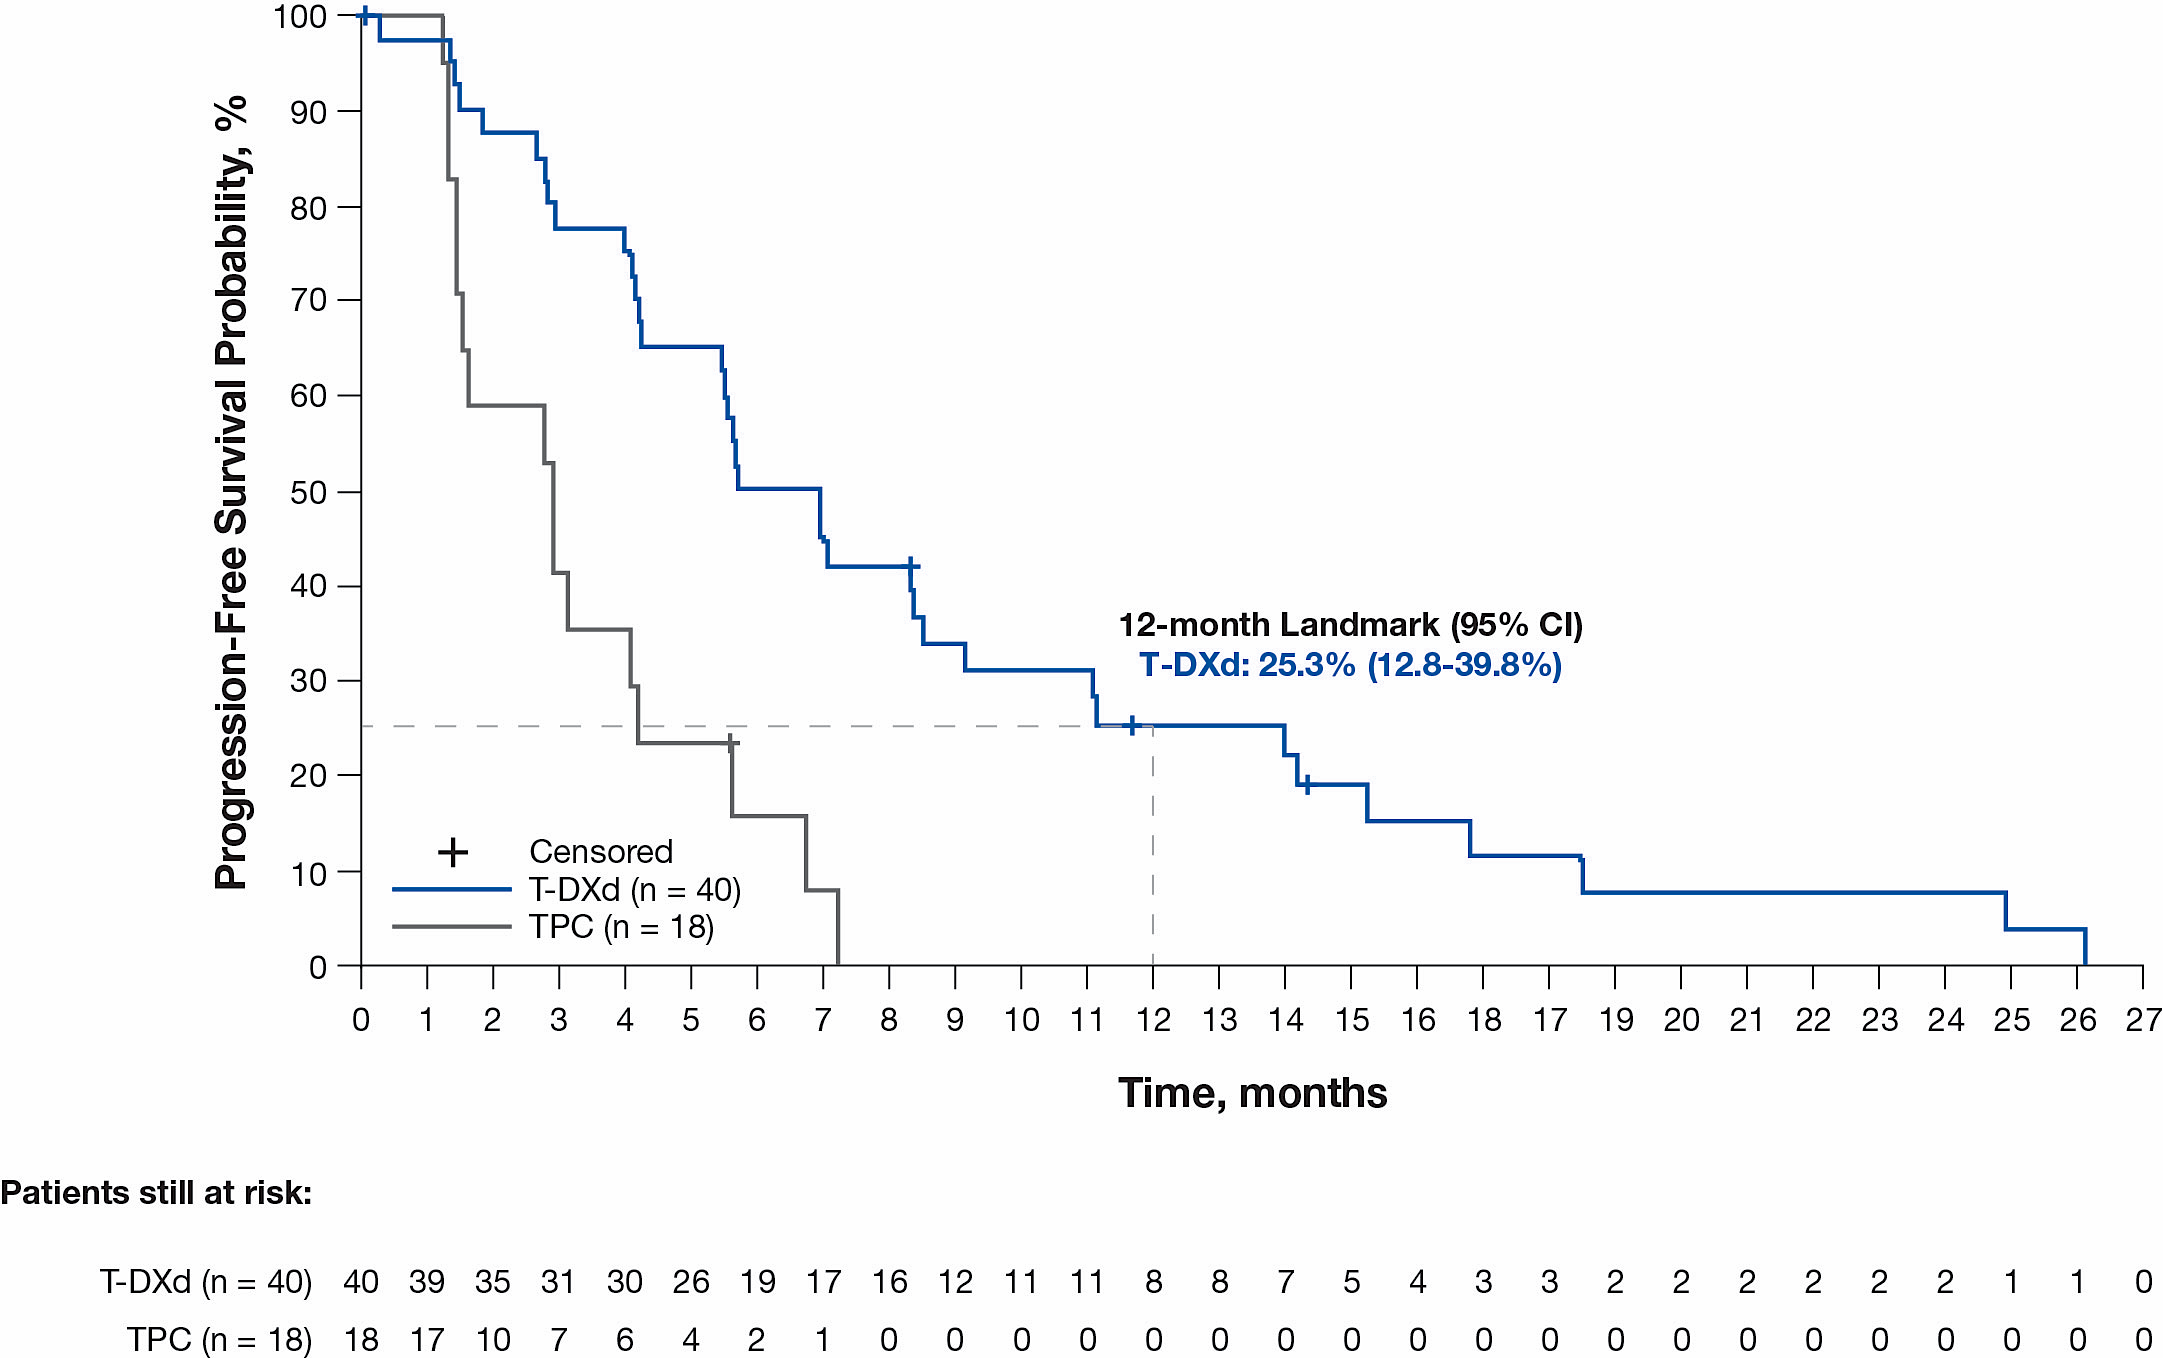 Progression-Free Survival Probability, %
100
90
80
70
60
50
40
30
20
10
0
12-month Landmark (95% CI)
T-DXd: 25.3% (12.8-39.8%)
Censored
T-DXd (n = 40)
TPC (n = 18)
0 1 2 3 4 5 6 7 8 9 10 11 12 13 14 15 16 18 17 19 20 21 22 23 24 25 26 27
Time, months
Patients still at risk:
T-DXd (n = 40) 40 39 35 31 30 26 19 17 16 12 11 11 8 8 7 5 4 3 3 2 2 2 2 2 2 1 1 0
TPC (n = 18) 18 17 10 7 6 4 2 1 0 0 0 0 0 0 0 0 0 0 0 0 0 0 0 0 0 0 0 0